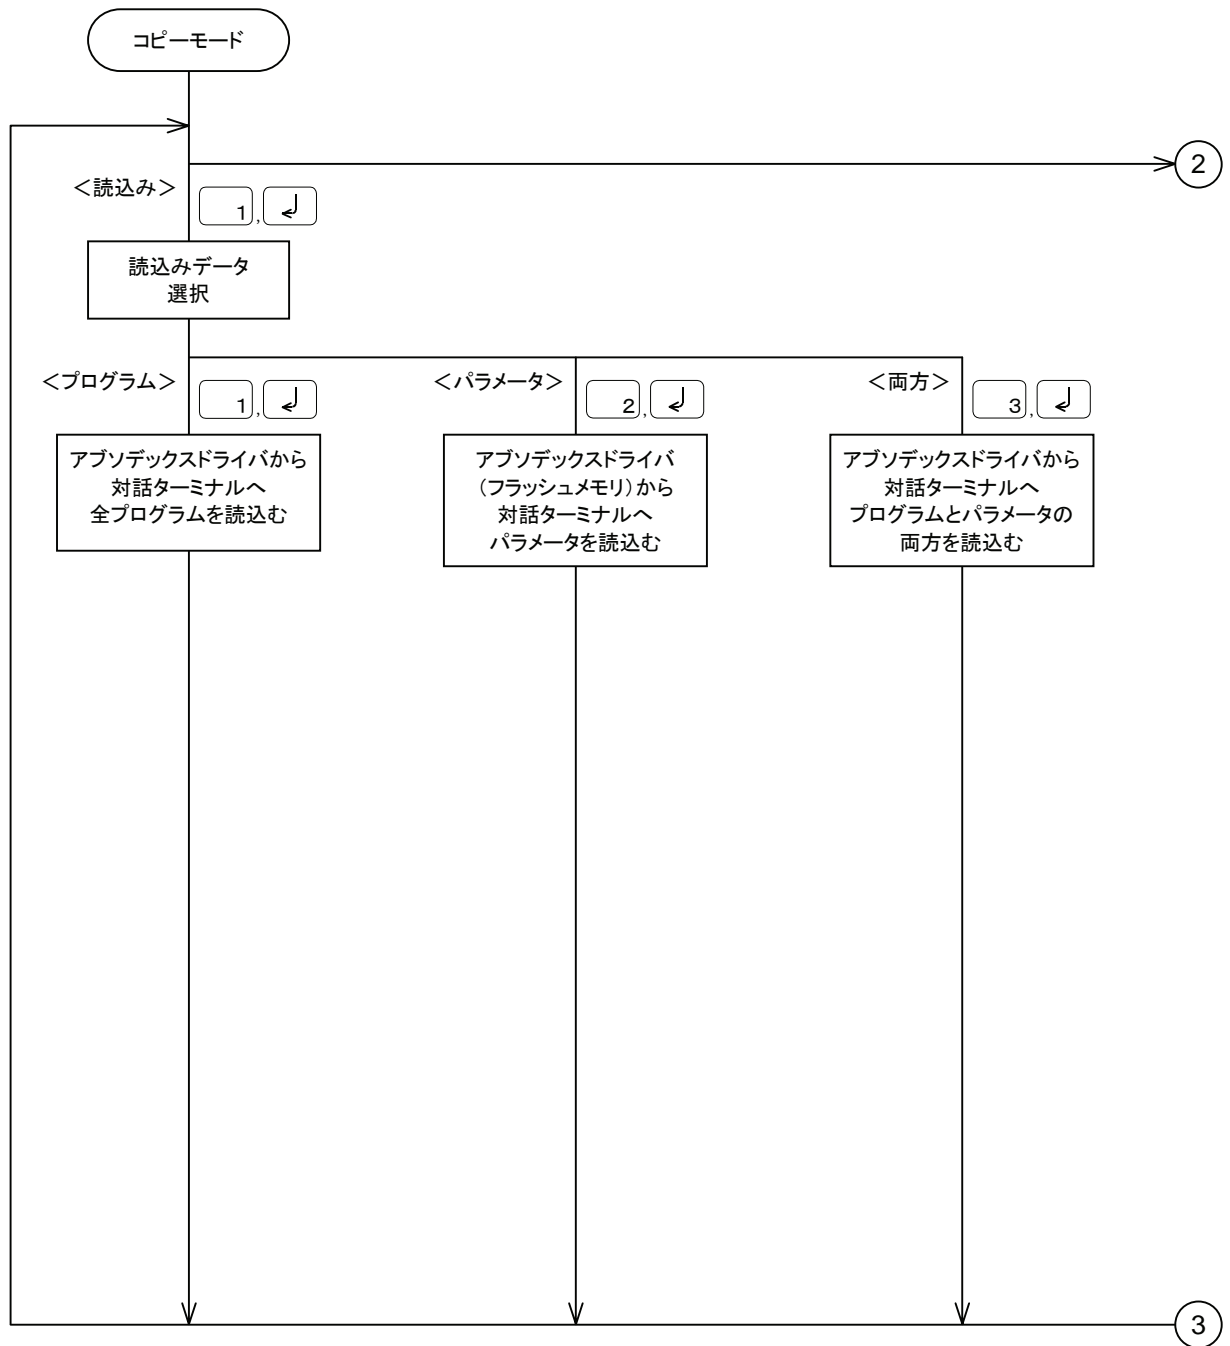 コピーモード
2
＜読込み＞
1,
読込みデータ
選択
＜プログラム＞
1,
＜パラメータ＞
2,
＜両方＞
3,
アブソデックスドライバから
対話ターミナルへ
全プログラムを読込む
アブソデックスドライバ
（フラッシュメモリ）から
対話ターミナルへ
パラメータを読込む
アブソデックスドライバから
対話ターミナルへ
プログラムとパラメータの
両方を読込む
3